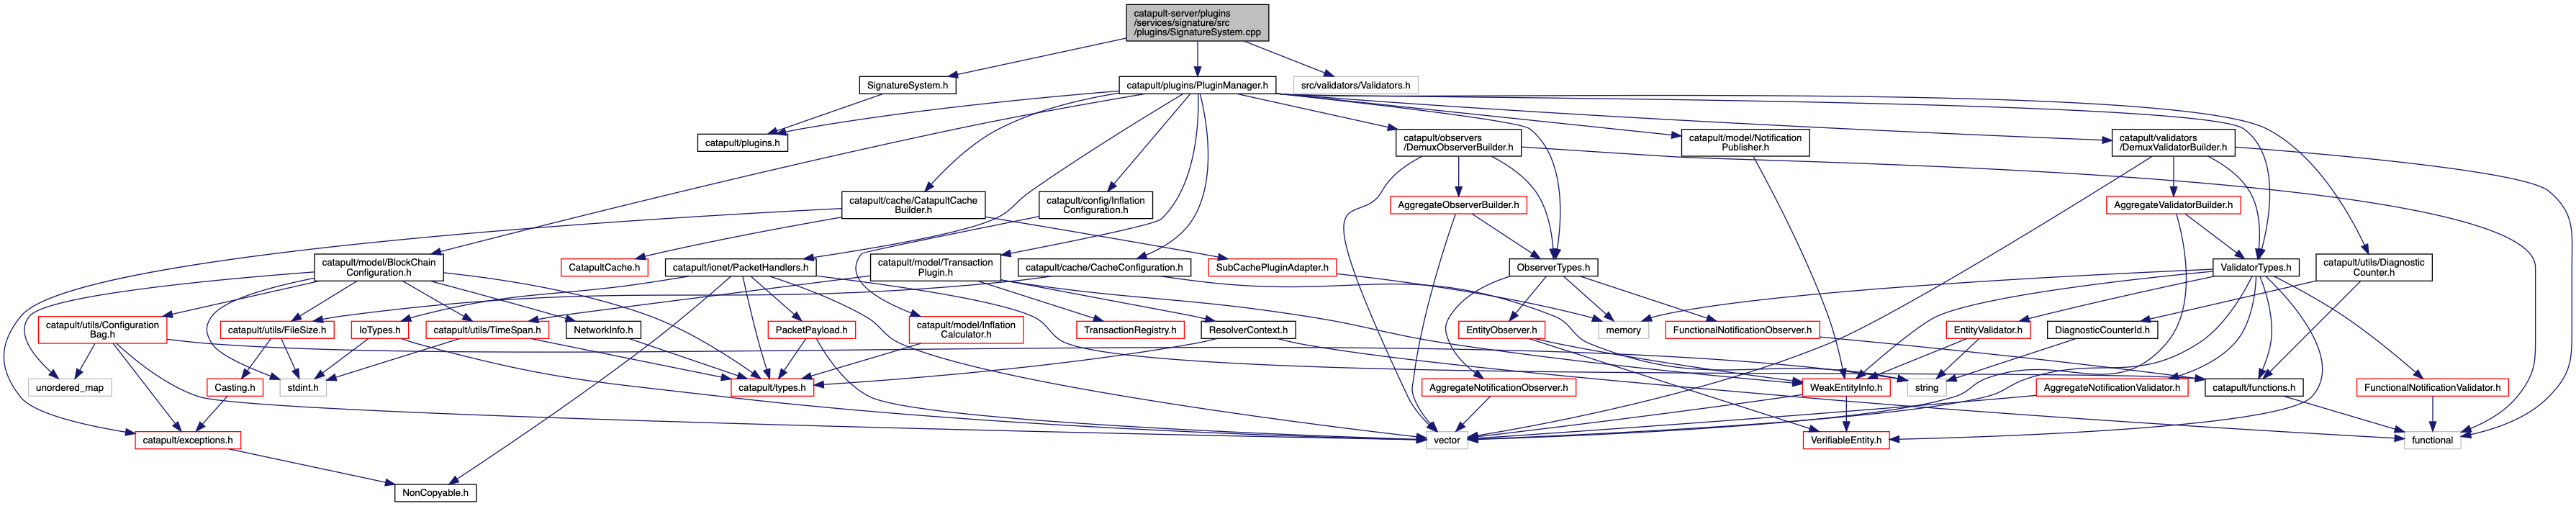 catapult-server/plugins
/services/signature/src
/plugins/SignatureSystem.cpp
SignatureSystem.h
catapult/plugins/PluginManager.h
src/validators/Validators.h
catapult/plugins.h
catapult/observers
/DemuxObserverBuilder.h
catapult/model/Notification
Publisher.h
catapult/validators
/DemuxValidatorBuilder.h
catapult/cache/CatapultCache
Builder.h
catapult/config/Inflation
Configuration.h
AggregateObserverBuilder.h
AggregateValidatorBuilder.h
catapult/model/BlockChain
Configuration.h
CatapultCache.h
catapult/ionet/PacketHandlers.h
catapult/model/Transaction
Plugin.h
catapult/cache/CacheConfiguration.h
SubCachePluginAdapter.h
ObserverTypes.h
ValidatorTypes.h
catapult/utils/Diagnostic
Counter.h
catapult/utils/Configuration
Bag.h
catapult/utils/FileSize.h
IoTypes.h
catapult/utils/TimeSpan.h
NetworkInfo.h
PacketPayload.h
catapult/model/Inflation
Calculator.h
TransactionRegistry.h
ResolverContext.h
EntityObserver.h
memory
FunctionalNotificationObserver.h
EntityValidator.h
DiagnosticCounterId.h
unordered_map
Casting.h
stdint.h
catapult/types.h
AggregateNotificationObserver.h
WeakEntityInfo.h
string
AggregateNotificationValidator.h
catapult/functions.h
FunctionalNotificationValidator.h
catapult/exceptions.h
vector
VerifiableEntity.h
functional
NonCopyable.h